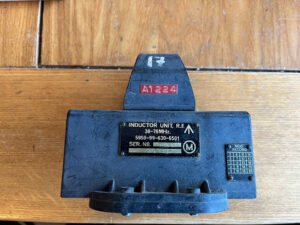 17
A1224
INDUCTOR UNIT, R.F.
38-76MHz.
5950-99-630-6501
SER. NO.
M